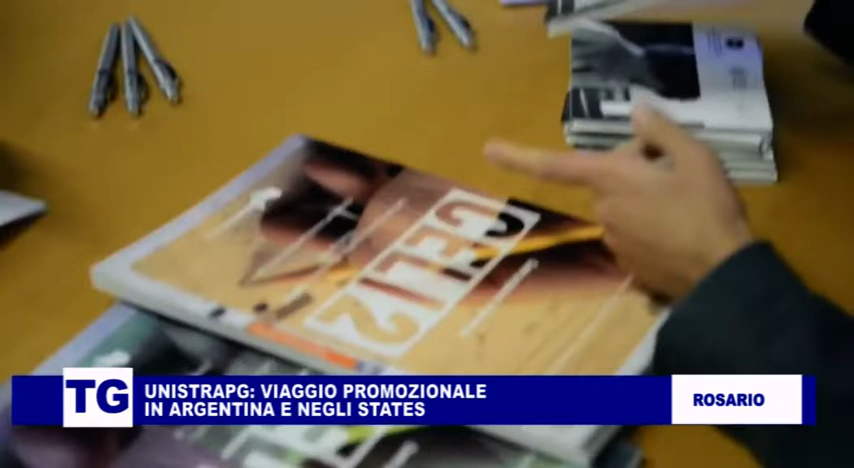 CELI 2
TG
UNISTRAPG: VIAGGIO PROMOZIONALE
IN ARGENTINA E NEGLI STATES
ROSARIO